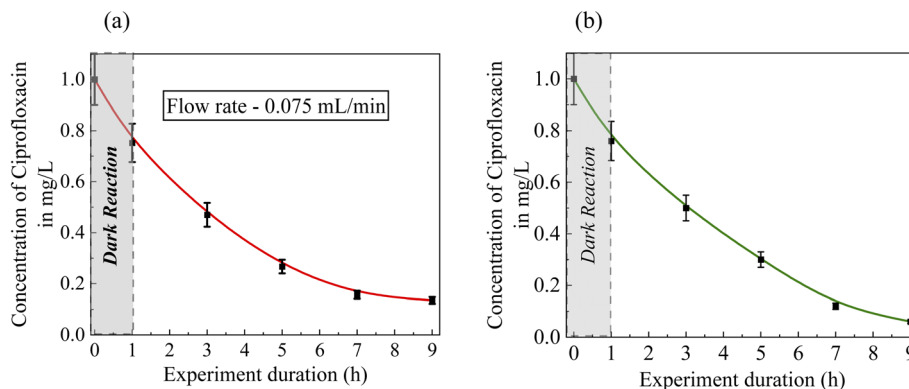 (a)
Concentration of Ciprofloxacin
in mg/L
1.0
0.8
0.6
0.4
0.2
0.0
Dark Reaction
Flow rate - 0.075 mL/min
0 1 2 3 4 5 6 7 8 9
Experiment duration (h)
(b)
Concentration of Ciprofloxacin
in mg/L
1.0
0.8
0.6
0.4
0.2
0.0
Dark Reaction
0 1 2 3 4 5 6 7 8 9
Experiment duration (h)